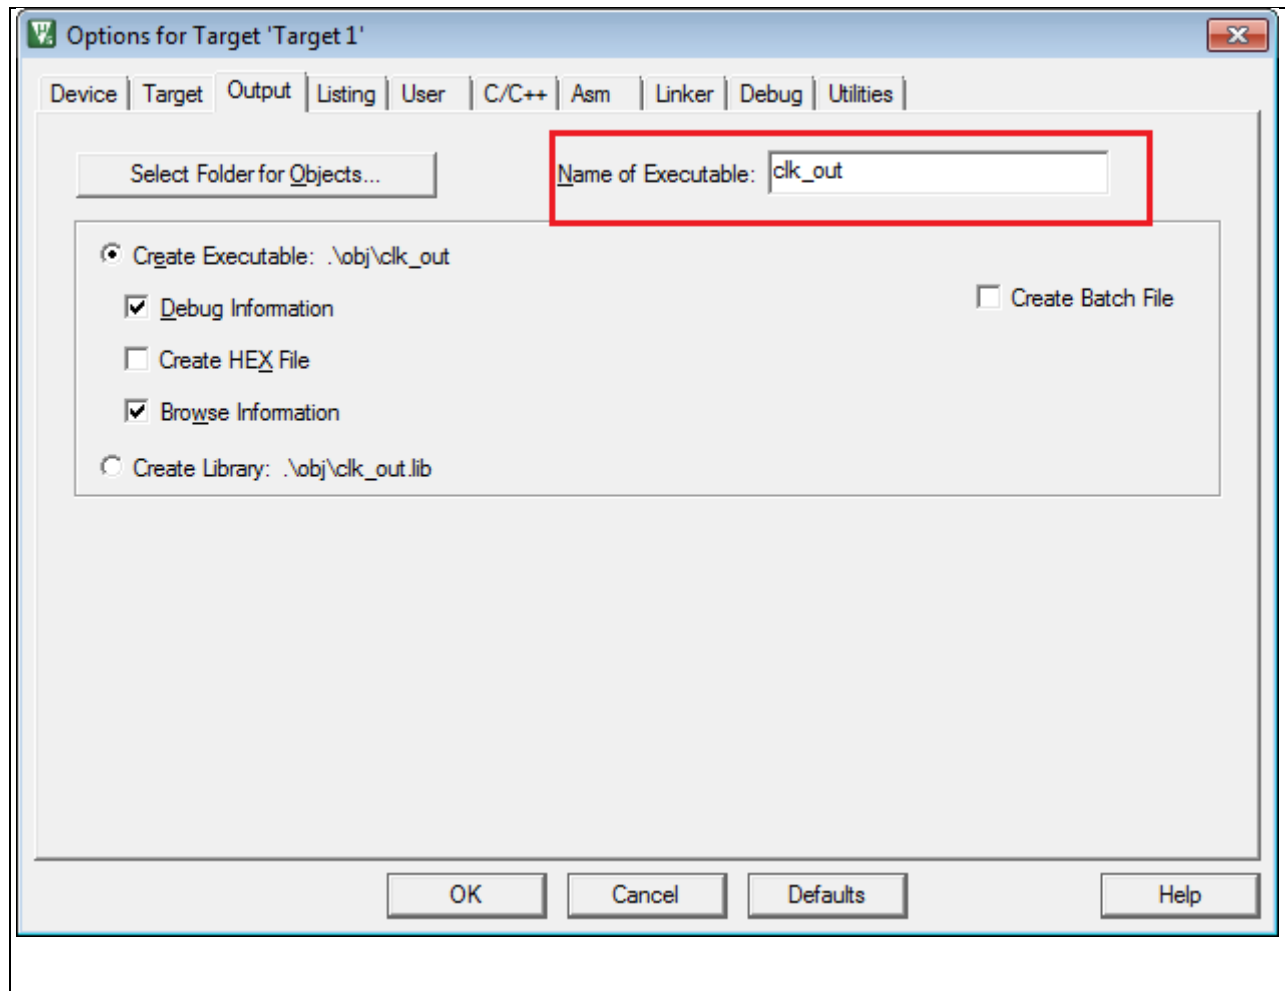 Options for Target 'Target 1'
Device Target Output Listing User C/C++ Asm Linker Debug Utilities
Select Folder for Objects... Name of Executable: clk_out
Create Executable: .\obj\clk_out
Debug Information Create Batch File
Create HEX File
Browse Information
Create Library: .\obj\clk_out.lib
OK Cancel Defaults Help